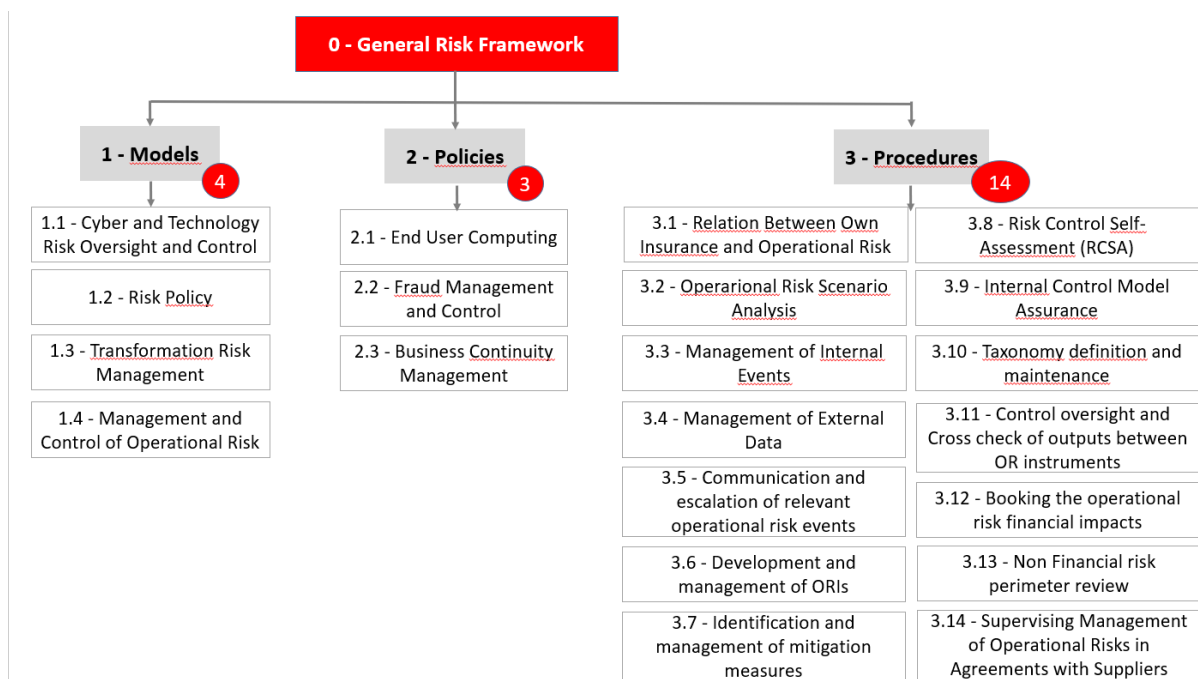 0 - General Risk Framework
1 - Models
4
2 - Policies
3
3 - Procedures
14
1.1 - Cyber and Technology
Risk Oversight and Control
1.2 - Risk Policy
1.3 - Transformation Risk
Management
1.4 - Management and
Control of Operational Risk
2.1 - End User Computing
2.2 - Fraud Management
and Control
2.3 - Business Continuity
Management
3.1 - Relation Between Own
Insurance and Operational Risk
3.2 - Operarional Risk Scenario
Analysis
3.3 - Management of Internal
Events
3.4 - Management of External
Data
3.5 - Communication and
escalation of relevant
operational risk events
3.6 - Development and
management of ORIs
3.7 - Identification and
management of mitigation
measures
3.8 - Risk Control Self-
Assessment (RCSA)
3.9 - Internal Control Model
Assurance
3.10 - Taxonomy definition and
maintenance
3.11 - Control oversight and
Cross check of outputs between
OR instruments
3.12 - Booking the operational
risk financial impacts
3.13 - Non Financial risk
perimeter review
3.14 - Supervising Management
of Operational Risks in
Agreements with Suppliers